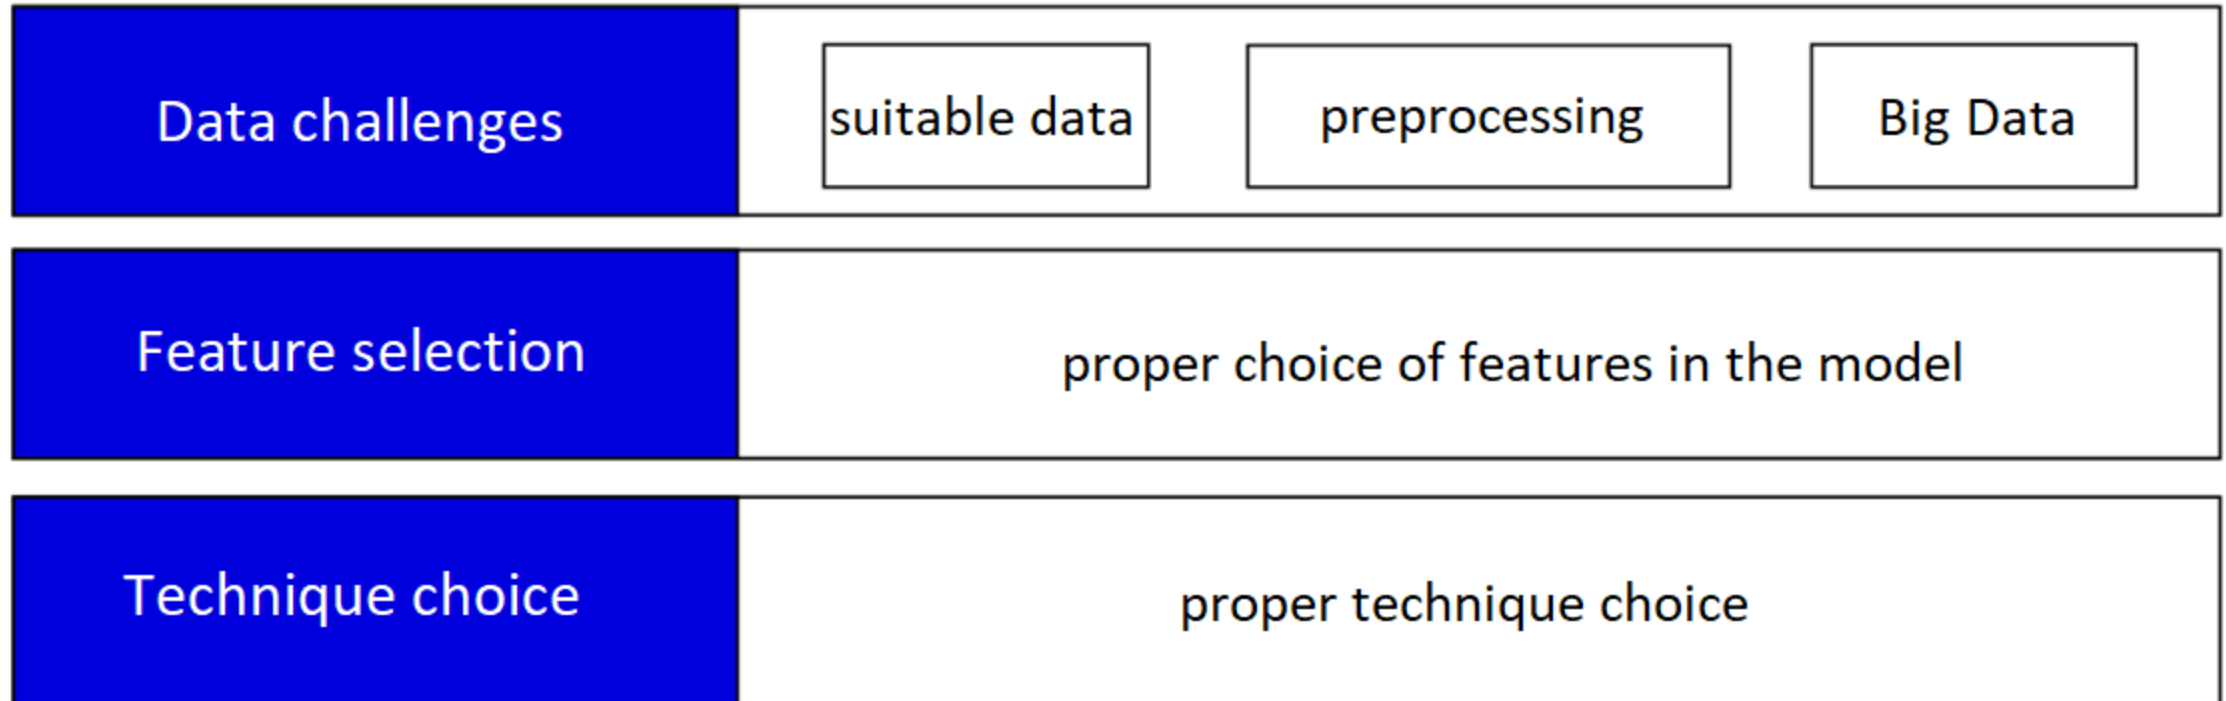 Data challenges
suitable data
preprocessing
Big Data
Feature selection
proper choice of features in the model
Technique choice
proper technique choice